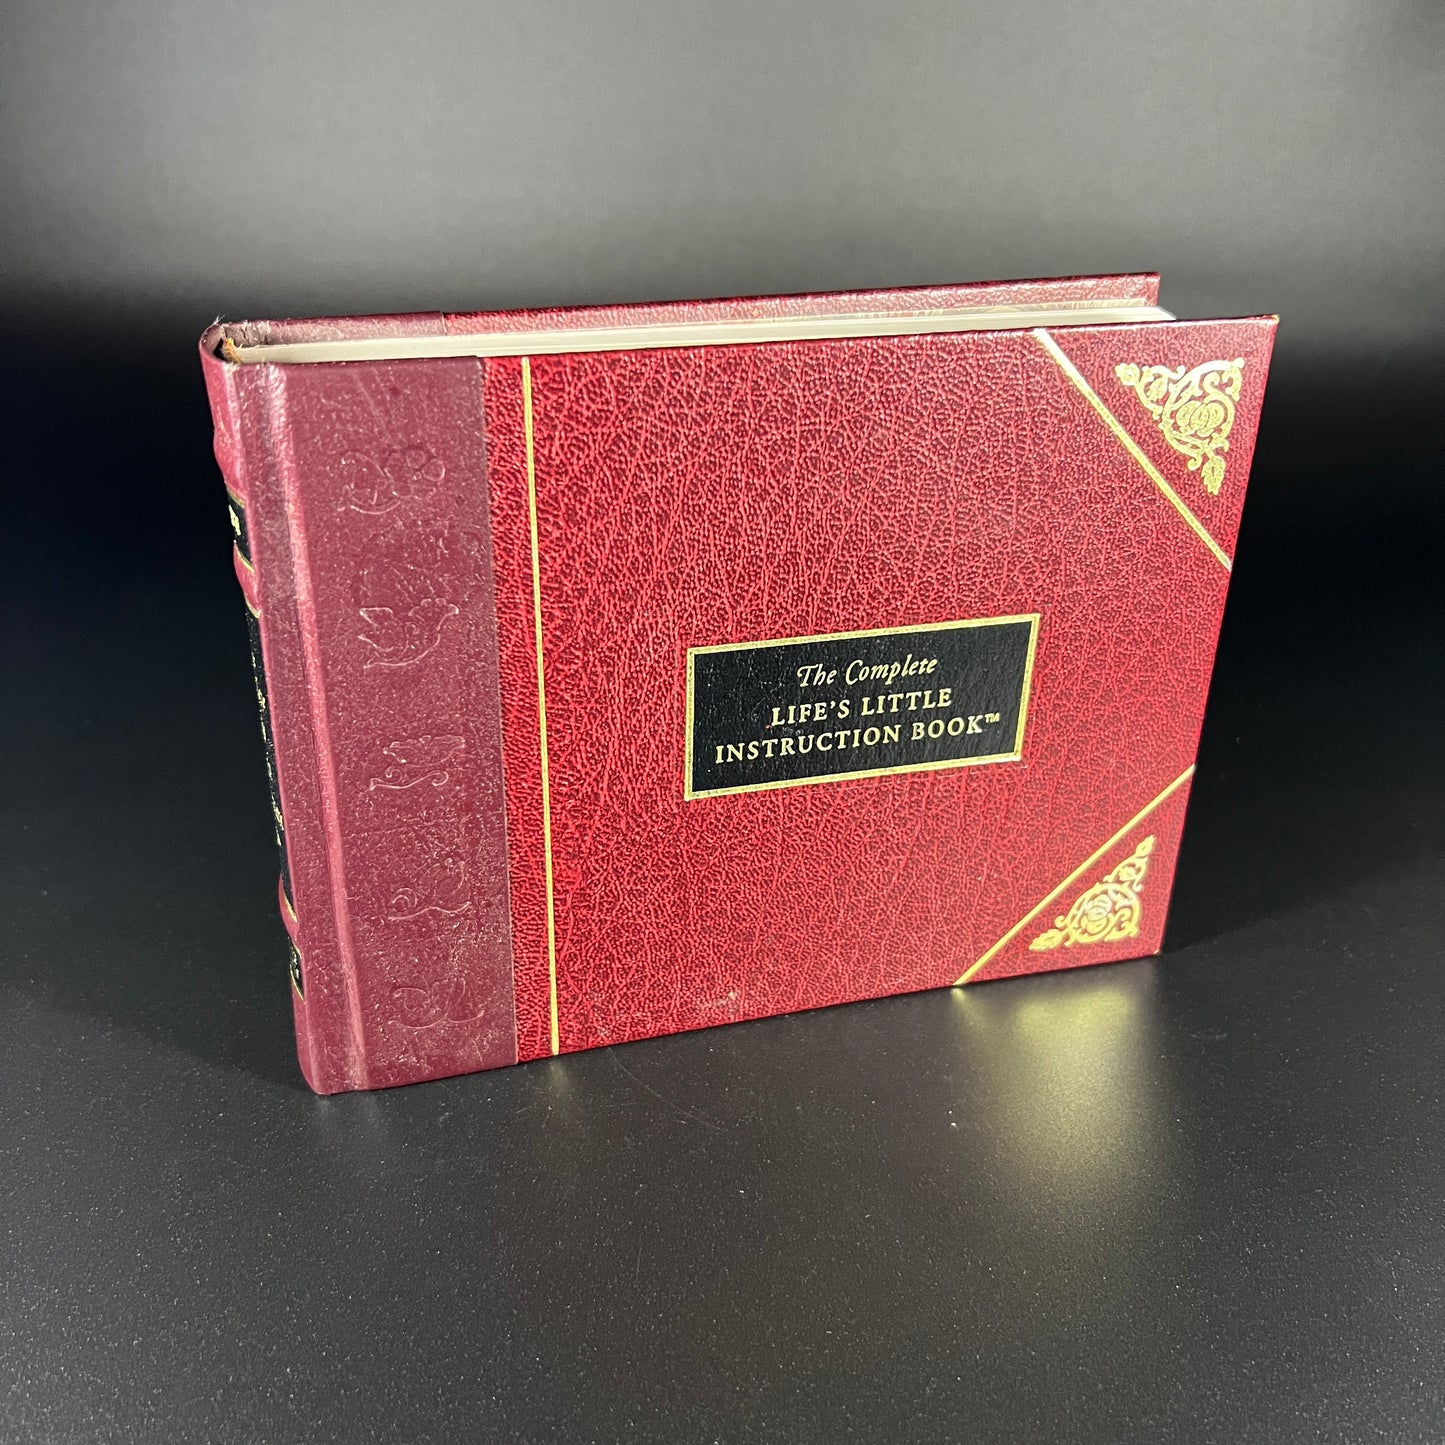 The Complete
LIFE'S LITTLE
INSTRUCTION BOOK™